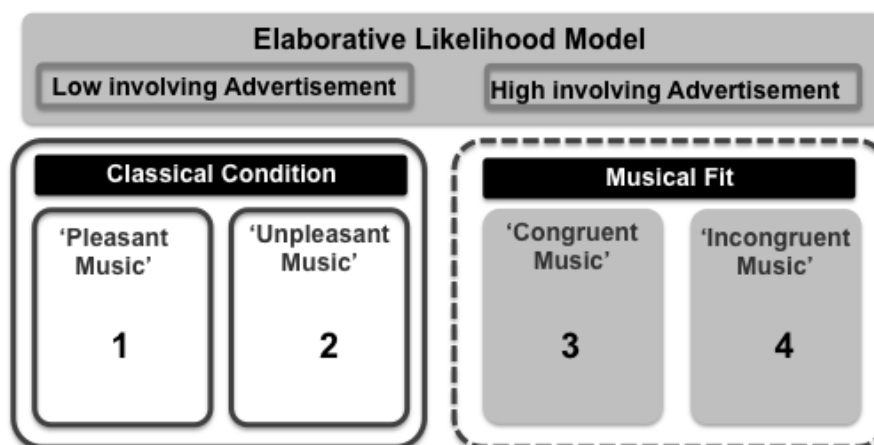 Elaborative Likelihood Model
Low involving Advertisement
High involving Advertisement
Classical Condition
‘Pleasant
Music’
1
‘Unpleasant
Music’
2
Musical Fit
‘Congruent
Music’
3
‘Incongruent
Music’
4